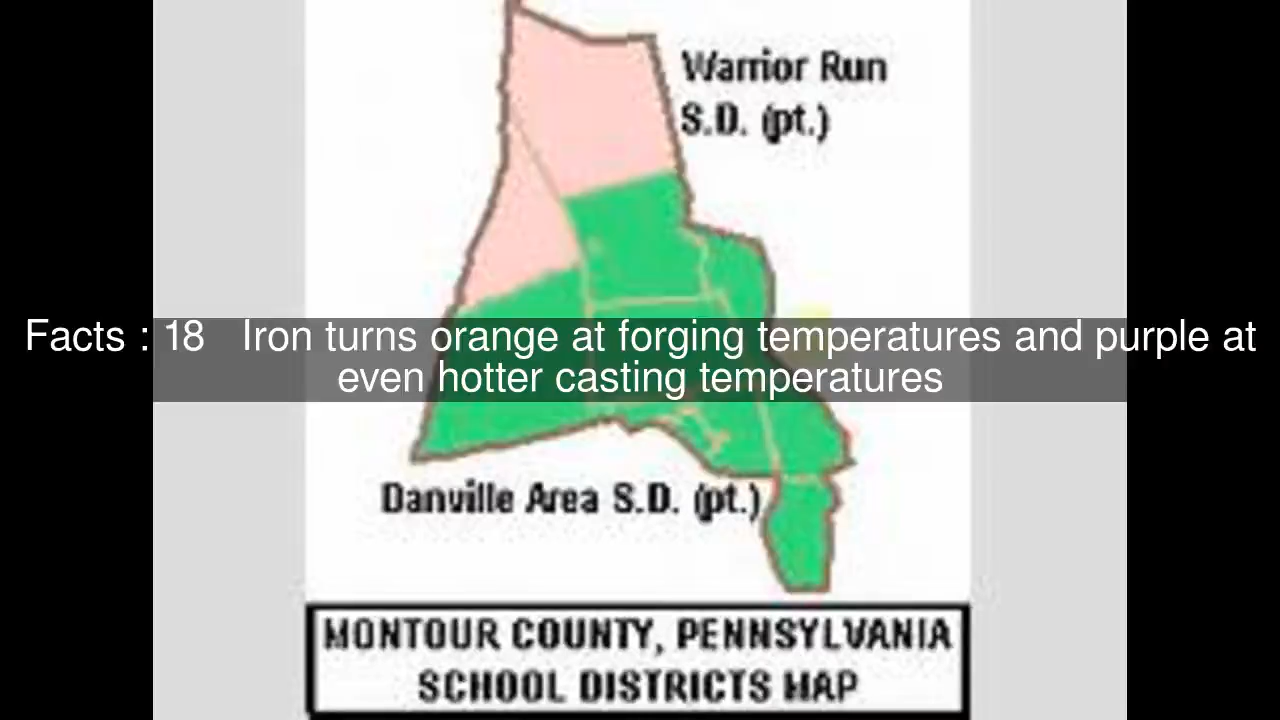 Warrior Run
S.D. (pt.)
Facts : 18 Iron turns orange at forging temperatures and purple at
even hotter casting temperatures
Danville Area S.D. (pt.)
MONTOUR COUNTY, PENNSYLVANIA
SCHOOL DISTRICTS MAP